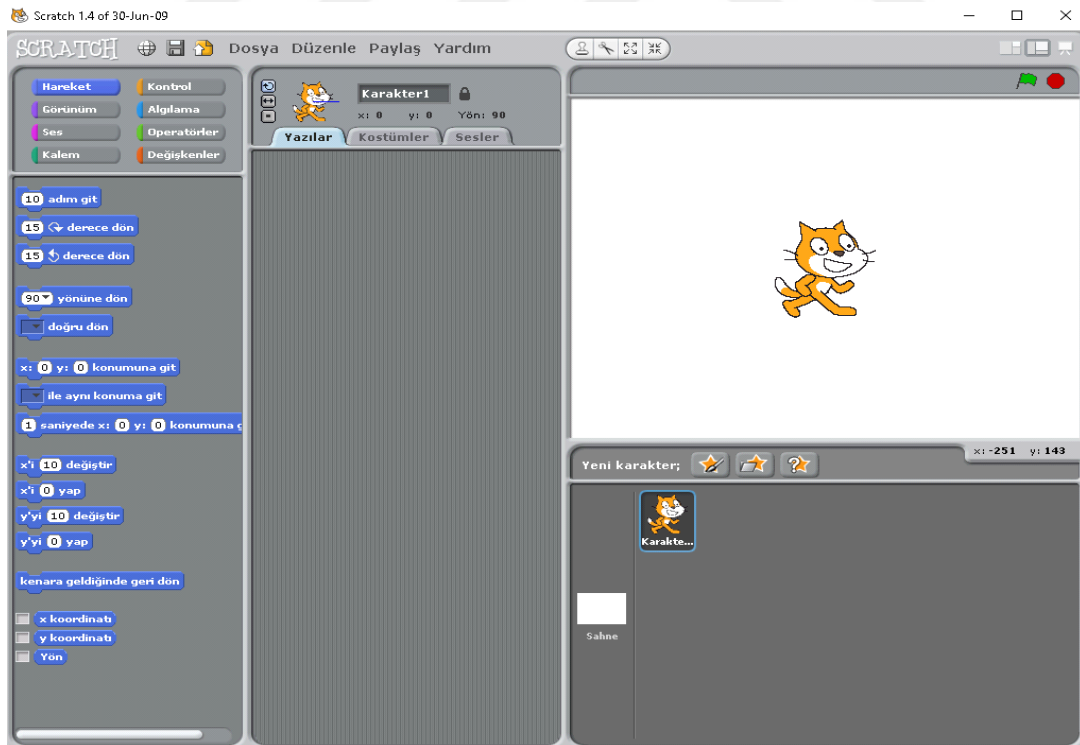 Scratch 1.4 of 30-Jun-09
SCRATCH Dosya Düzenle Paylaş Yardım
Hareket Kontrol
Görünüm Algılama
Ses Operatörler
Kalem Değişkenler
10 adım git
15 derece dön
15 derece dön
90 yönüne dön
doğru dön
x: 0 y: 0 konumuna git
ile aynı konuma git
1 saniyede x: 0 y: 0 konumuna g
x'i 10 değiştir
x'i 0 yap
y'yi 10 değiştir
y'yi 0 yap
kenara geldiğinde geri dön
x koordinatı
y koordinatı
Yön
Karakter1
x: 0 y: 0 Yön: 90
Yazılar Kostümler Sesler
x: -251 y: 143
Yeni karakter;
Karakte...
Sahne